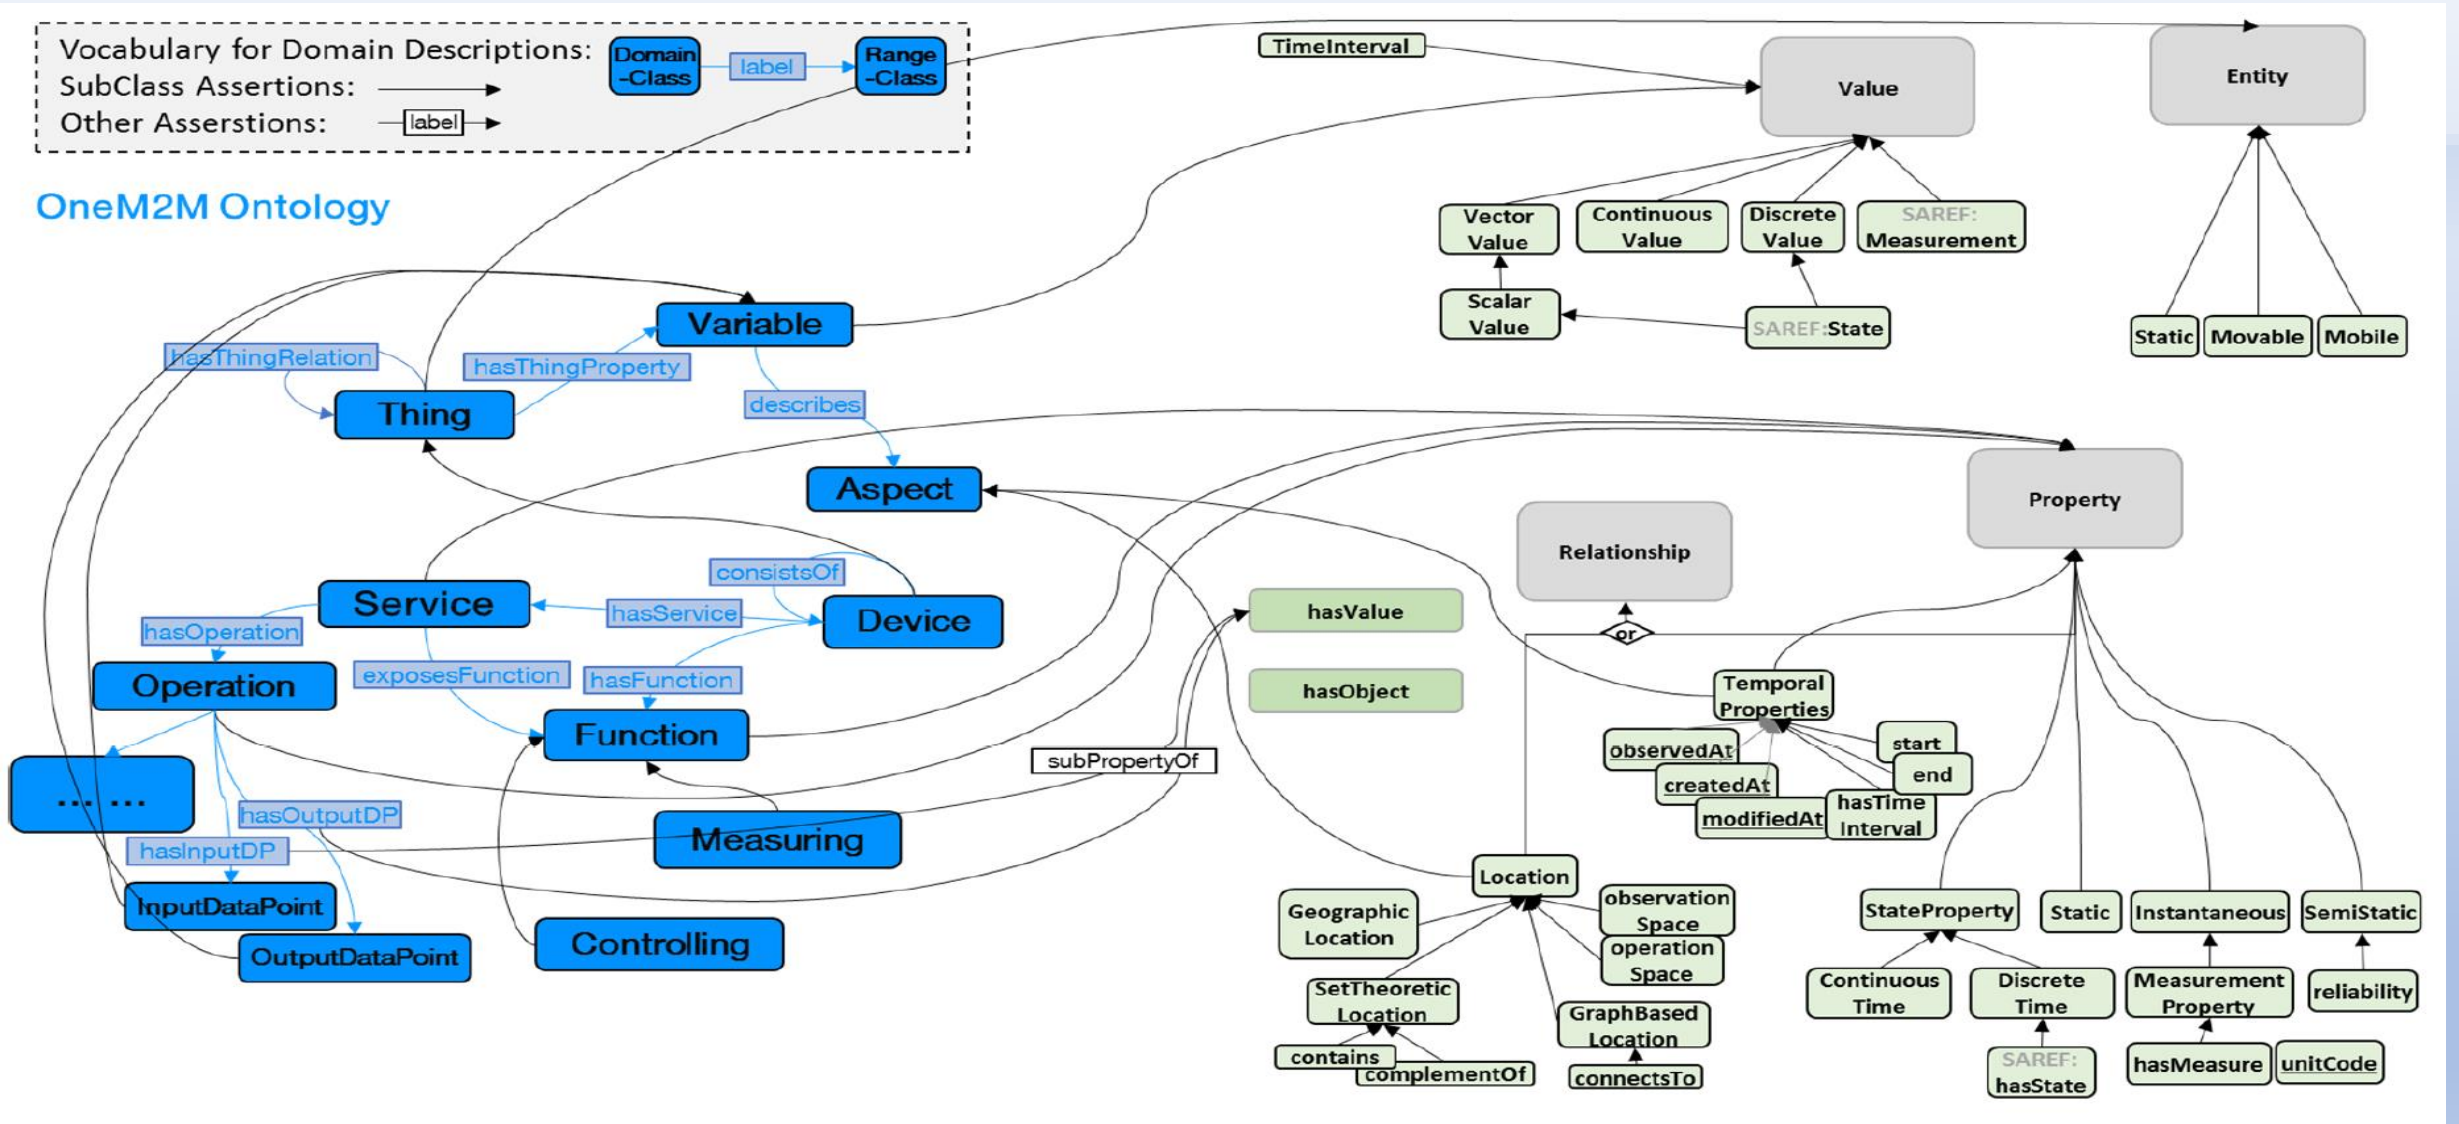 Vocabulary for Domain Descriptions:
Domain
-Class
label
Range
-Class
SubClass Assertions:
Other Asserstions:
label
OneM2M Ontology
TimeInterval
Value
Entity
Vector
Value
Continuous
Value
Discrete
Value
SAREF:
Measurement
Scalar
Value
SAREF:State
Static
Movable
Mobile
Variable
hasThingRelation
hasThingProperty
Thing
describes
Aspect
Property
Relationship
or
consistsOf
Service
hasService
Device
hasOperation
hasValue
Operation
exposesFunction
hasFunction
hasObject
Function
subPropertyOf
... ...
hasOutputDP
hasInputDP
Measuring
InputDataPoint
OutputDataPoint
Controlling
Temporal
Properties
observedAt
createdAt
modifiedAt
start
end
hasTime
Interval
Location
Geographic
Location
observation
Space
operation
Space
SetTheoretic
Location
GraphBased
Location
contains
complementOf
connectsTo
StateProperty
Static
Instantaneous
SemiStatic
Continuous
Time
Discrete
Time
Measurement
Property
reliability
SAREF:
hasState
hasMeasure
unitCode